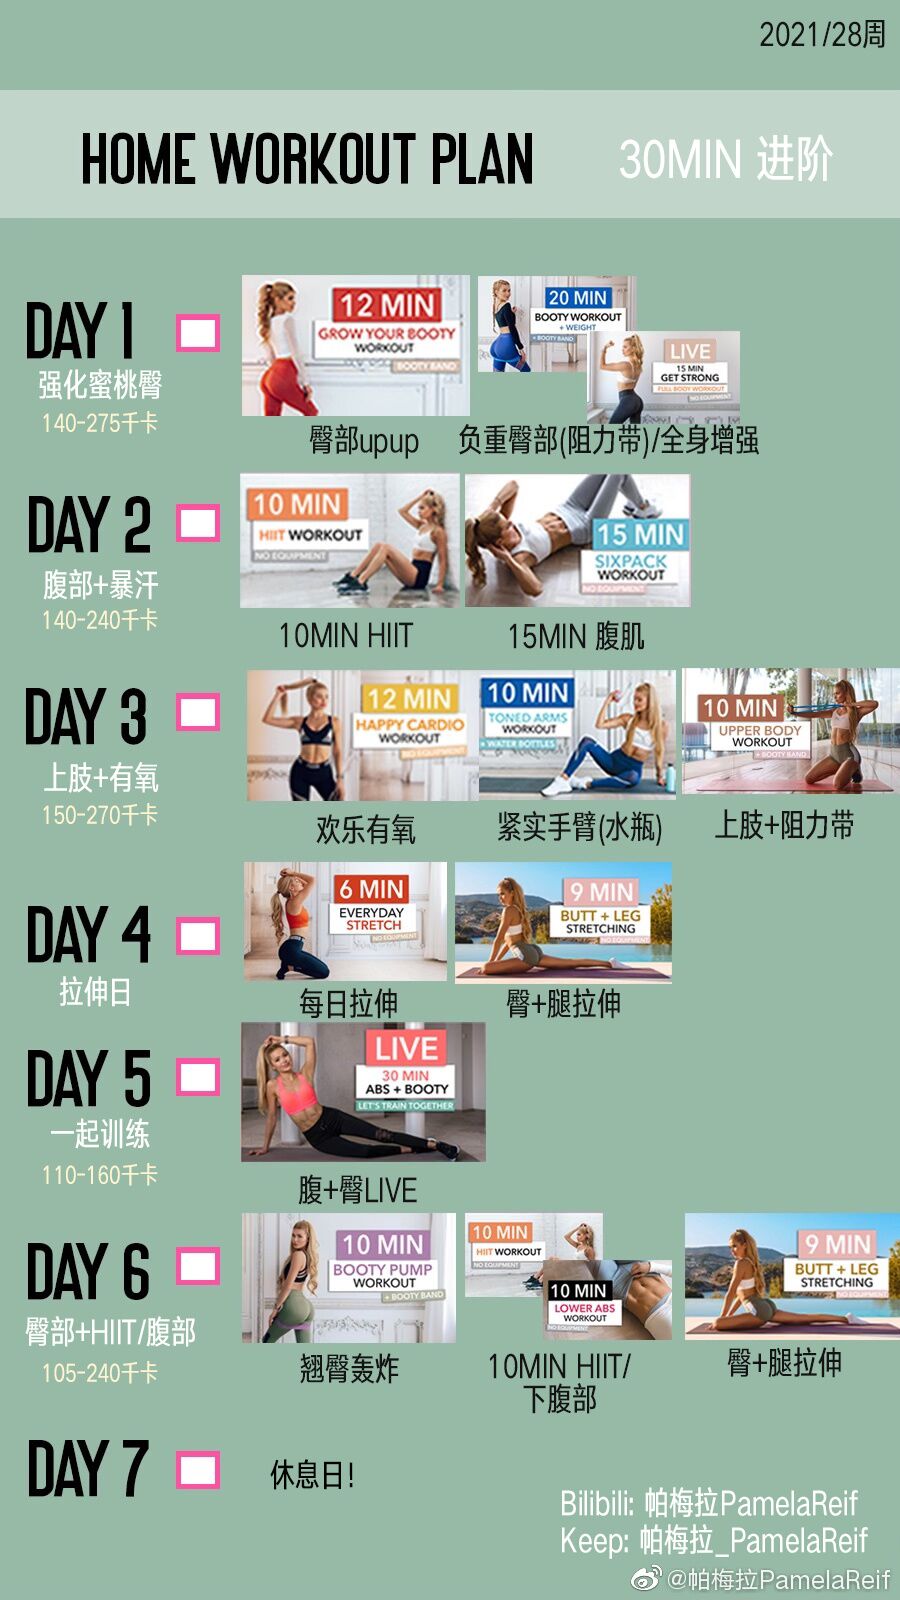 2021/28周
HOME WORKOUT PLAN
30MIN 进阶
DAY 1
强化蜜桃臀
140-275千卡
12 MIN
GROW YOUR BOOTY
WORKOUT
BOOTY BAND
臀部upup
20 MIN
BOOTY WORKOUT
+ WEIGHT
+ BOOTY BAND
LIVE
15 MIN
GET STRONG
FULL BODY WORKOUT
NO EQUIPMENT
负重臀部(阻力带)/全身增强
DAY 2
腹部+暴汗
140-240千卡
10 MIN
HIIT WORKOUT
NO EQUIPMENT
10MIN HIIT
15 MIN
SIXPACK
WORKOUT
NO EQUIPMENT
15MIN 腹肌
DAY 3
上肢+有氧
150-270千卡
12 MIN
HAPPY CARDIO
WORKOUT
NO EQUIPMENT
欢乐有氧
10 MIN
TONED ARMS
WORKOUT
+ WATER BOTTLES
紧实手臂(水瓶)
10 MIN
UPPER BODY
WORKOUT
+ BOOTY BAND
上肢+阻力带
DAY 4
拉伸日
6 MIN
EVERYDAY
STRETCH
NO EQUIPMENT
每日拉伸
9 MIN
BUTT + LEG
STRETCHING
NO EQUIPMENT
臀+腿拉伸
DAY 5
一起训练
110-160千卡
LIVE
30 MIN
ABS + BOOTY
LET'S TRAIN TOGETHER
腹+臀LIVE
DAY 6
臀部+HIIT/腹部
105-240千卡
10 MIN
BOOTY PUMP
WORKOUT
+ BOOTY BAND
翘臀轰炸
10 MIN
HIIT WORKOUT
NO EQUIPMENT
10 MIN
LOWER ABS
WORKOUT
NO EQUIPMENT
10MIN HIIT/
下腹部
9 MIN
BUTT + LEG
STRETCHING
NO EQUIPMENT
臀+腿拉伸
DAY 7
休息日!
Bilibili: 帕梅拉PamelaReif
Keep: 帕梅拉_PamelaReif
@帕梅拉PamelaReif